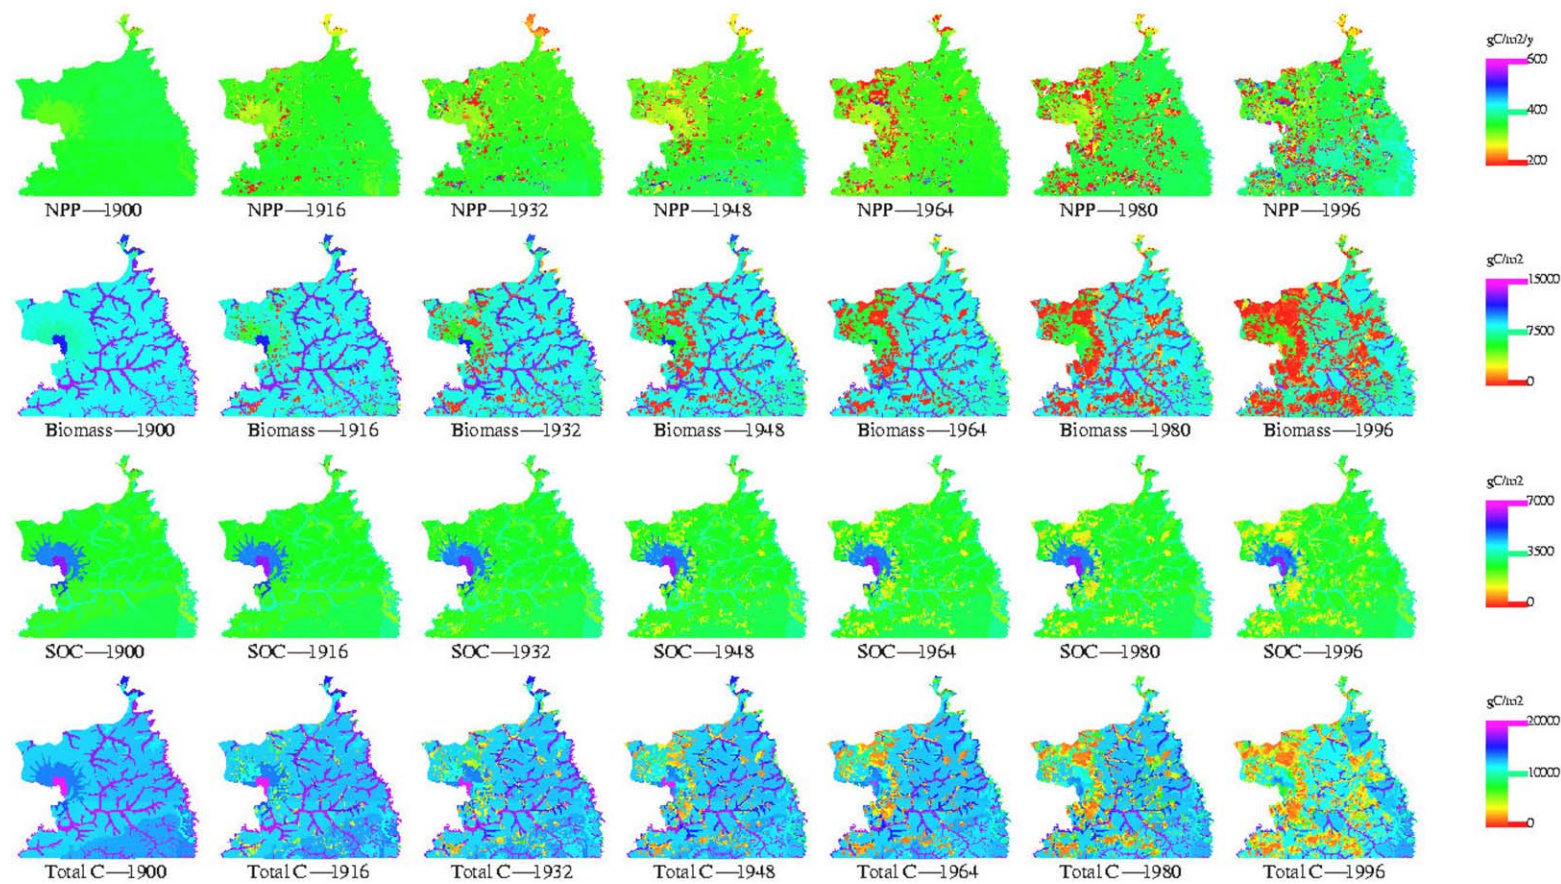 gC/m2/y
600
400
200
NPP—1900 NPP—1916 NPP—1932 NPP—1948 NPP—1964 NPP—1980 NPP—1996
gC/m2
15000
7500
0
Biomass—1900 Biomass—1916 Biomass—1932 Biomass—1948 Biomass—1964 Biomass—1980 Biomass—1996
gC/m2
7000
3500
0
SOC—1900 SOC—1916 SOC—1932 SOC—1948 SOC—1964 SOC—1980 SOC—1996
gC/m2
20000
10000
0
Total C—1900 Total C—1916 Total C—1932 Total C—1948 Total C—1964 Total C—1980 Total C—1996